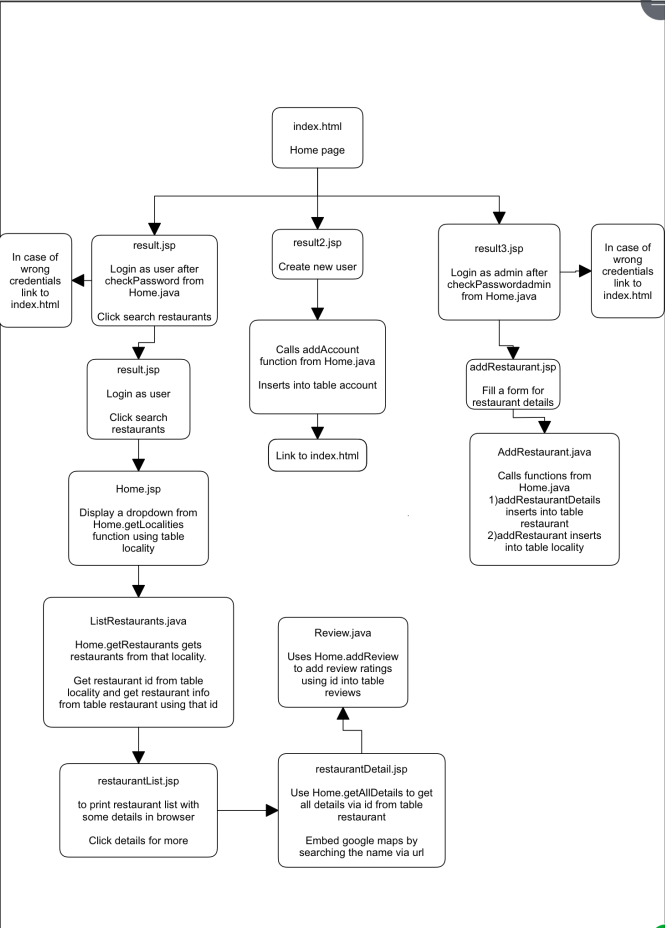 index.html
Home page
In case of
wrong
credentials
link to
index.html
result.jsp
Login as user after
checkPassword from
Home.java
Click search restaurants
result2.jsp
Create new user
result3.jsp
Login as admin after
checkPasswordadmin
from Home.java
In case of
wrong
credentials
link to
index.html
result.jsp
Login as user
Click search
restaurants
Calls addAccount
function from Home.java
Inserts into table account
addRestaurant.jsp
Fill a form for
restaurant details
Link to index.html
AddRestaurant.java
Calls functions from
Home.java
1)addRestaurantDetails
inserts into table
restaurant
2)addRestaurant inserts
into table locality
Home.jsp
Display a dropdown from
Home.getLocalities
function using table
locality
ListRestaurants.java
Home.getRestaurants gets
restaurants from that locality.
Get restaurant id from table
locality and get restaurant info
from table restaurant using that id
Review.java
Uses Home.addReview
to add review ratings
using id into table
reviews
restaurantList.jsp
to print restaurant list with
some details in browser
Click details for more
restaurantDetail.jsp
Use Home.getAllDetails to get
all details via id from table
restaurant
Embed google maps by
searching the name via url